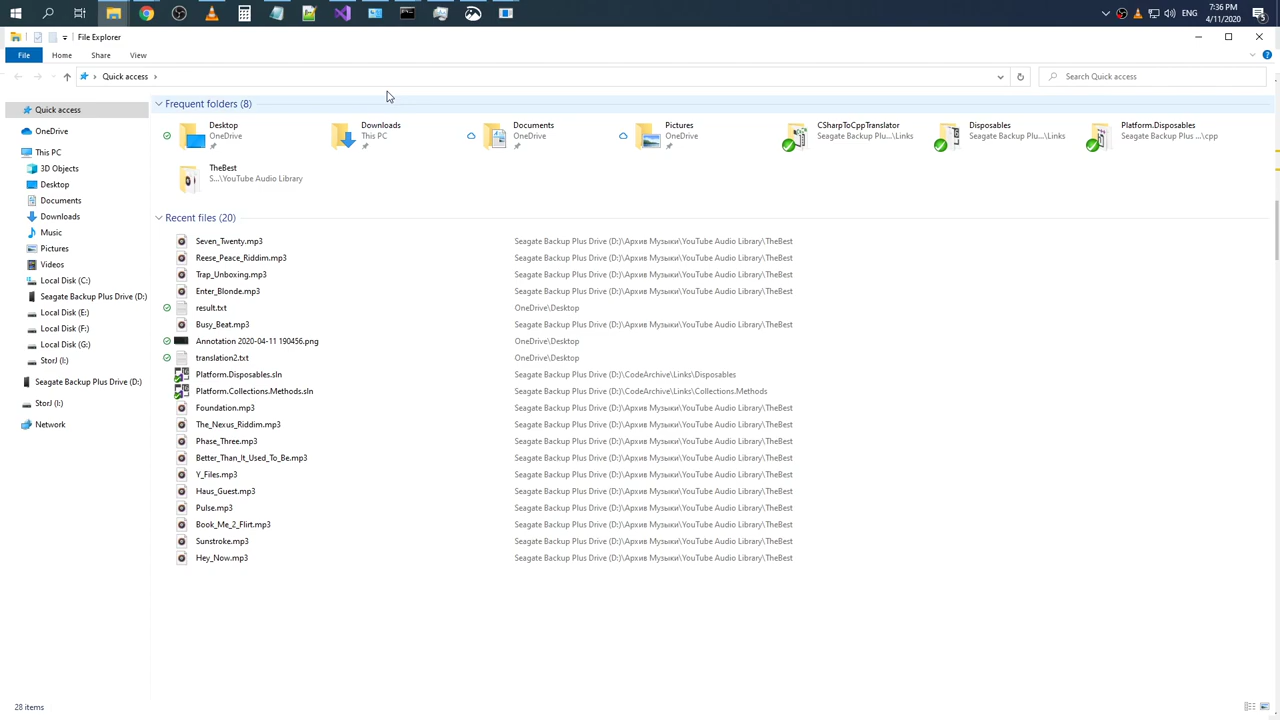 7:36 PM
ENG
4/11/2020
File Explorer
File Home Share View
Quick access
Search Quick access
Quick access
OneDrive
This PC
3D Objects
Desktop
Documents
Downloads
Music
Pictures
Videos
Local Disk (C:)
Seagate Backup Plus Drive (D:)
Local Disk (E:)
Local Disk (F:)
Local Disk (G:)
StorJ (I:)
Seagate Backup Plus Drive (D:)
StorJ (I:)
Network
Frequent folders (8)
Desktop
OneDrive
Downloads
This PC
Documents
OneDrive
Pictures
OneDrive
CSharpToCppTranslator
Seagate Backup Plu...\Links
Disposables
Seagate Backup Plu...\Links
Platform.Disposables
Seagate Backup Plus ...\cpp
TheBest
S...\YouTube Audio Library
Recent files (20)
Seven_Twenty.mp3 Seagate Backup Plus Drive (D:)\Архив Музыки\YouTube Audio Library\TheBest
Reese_Peace_Riddim.mp3 Seagate Backup Plus Drive (D:)\Архив Музыки\YouTube Audio Library\TheBest
Trap_Unboxing.mp3 Seagate Backup Plus Drive (D:)\Архив Музыки\YouTube Audio Library\TheBest
Enter_Blonde.mp3 Seagate Backup Plus Drive (D:)\Архив Музыки\YouTube Audio Library\TheBest
result.txt OneDrive\Desktop
Busy_Beat.mp3 Seagate Backup Plus Drive (D:)\Архив Музыки\YouTube Audio Library\TheBest
Annotation 2020-04-11 190456.png OneDrive\Desktop
translation2.txt OneDrive\Desktop
Platform.Disposables.sln Seagate Backup Plus Drive (D:)\CodeArchive\Links\Disposables
Platform.Collections.Methods.sln Seagate Backup Plus Drive (D:)\CodeArchive\Links\Collections.Methods
Foundation.mp3 Seagate Backup Plus Drive (D:)\Архив Музыки\YouTube Audio Library\TheBest
The_Nexus_Riddim.mp3 Seagate Backup Plus Drive (D:)\Архив Музыки\YouTube Audio Library\TheBest
Phase_Three.mp3 Seagate Backup Plus Drive (D:)\Архив Музыки\YouTube Audio Library\TheBest
Better_Than_It_Used_To_Be.mp3 Seagate Backup Plus Drive (D:)\Архив Музыки\YouTube Audio Library\TheBest
Y_Files.mp3 Seagate Backup Plus Drive (D:)\Архив Музыки\YouTube Audio Library\TheBest
Haus_Guest.mp3 Seagate Backup Plus Drive (D:)\Архив Музыки\YouTube Audio Library\TheBest
Pulse.mp3 Seagate Backup Plus Drive (D:)\Архив Музыки\YouTube Audio Library\TheBest
Book_Me_2_Flirt.mp3 Seagate Backup Plus Drive (D:)\Архив Музыки\YouTube Audio Library\TheBest
Sunstroke.mp3 Seagate Backup Plus Drive (D:)\Архив Музыки\YouTube Audio Library\TheBest
Hey_Now.mp3 Seagate Backup Plus Drive (D:)\Архив Музыки\YouTube Audio Library\TheBest
28 items